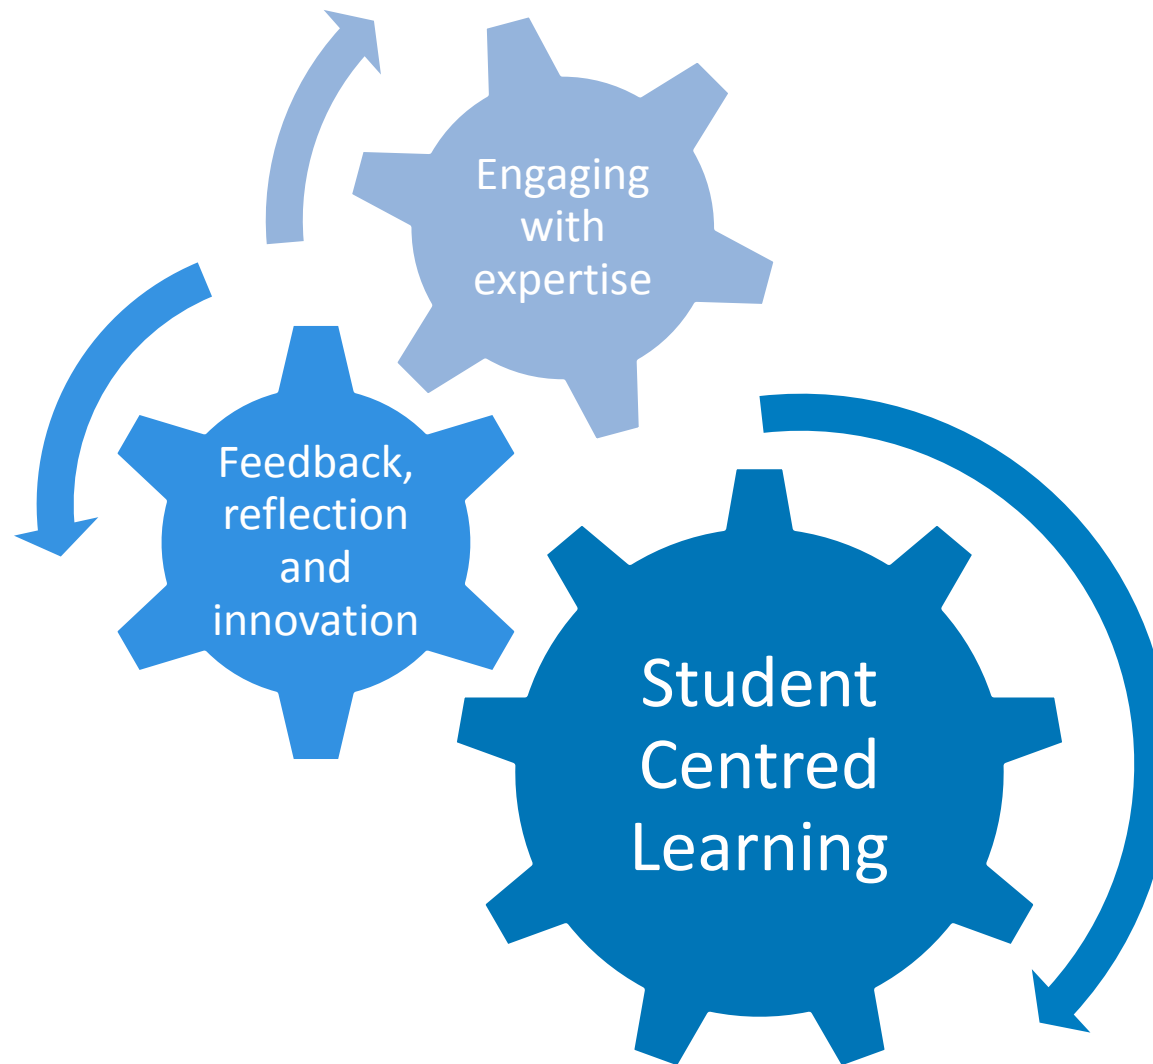 Engaging
with
expertise
Feedback,
reflection
and
innovation
Student
Centred
Learning